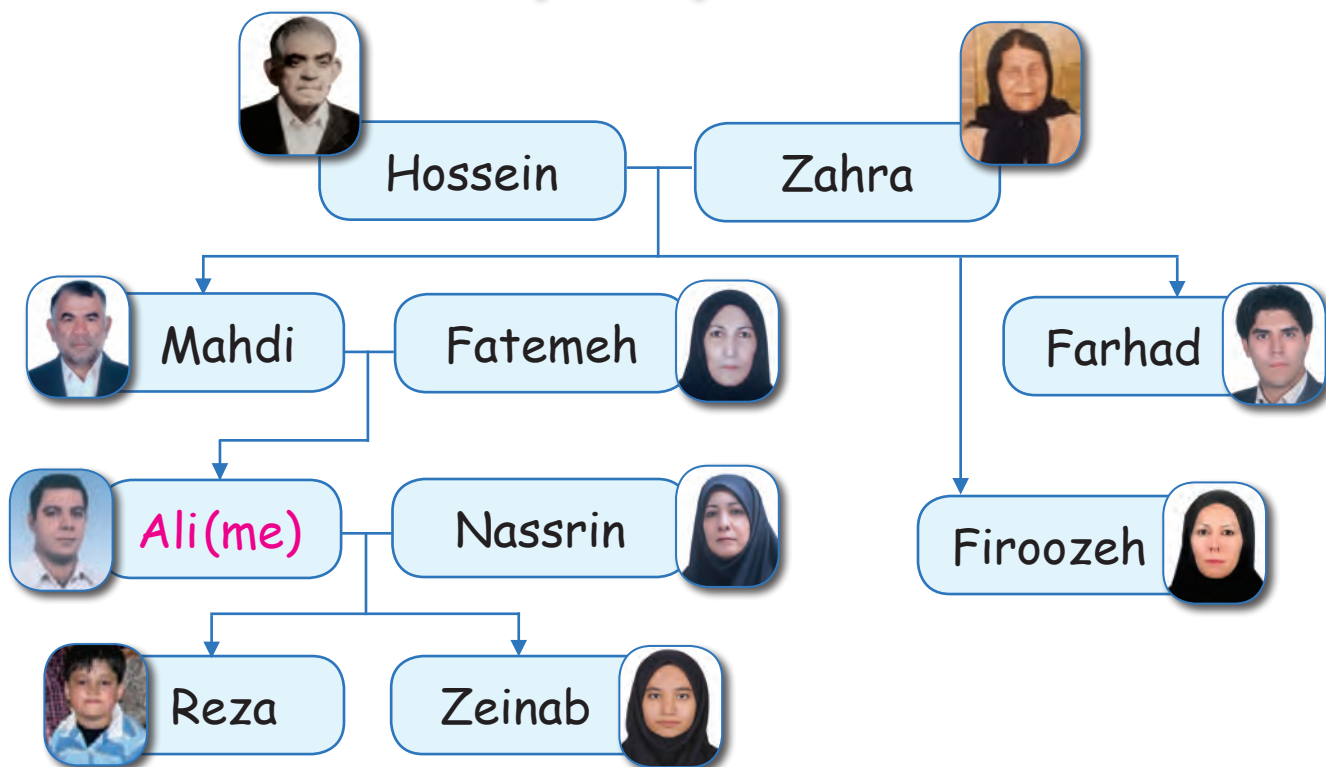 Hossein
Zahra
Mahdi
Fatemeh
Farhad
Ali(me)
Nassrin
Firoozeh
Reza
Zeinab